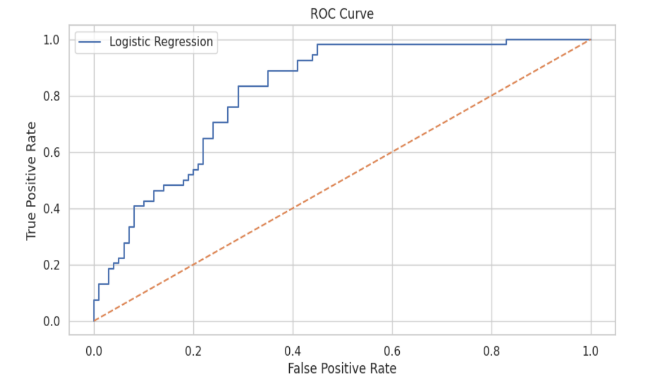 ROC Curve
Logistic Regression
True Positive Rate
1.0
0.8
0.6
0.4
0.2
0.0
0.0 0.2 0.4 0.6 0.8 1.0
False Positive Rate